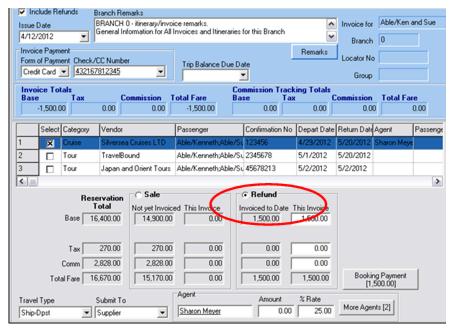 Include Refunds
Branch Remarks
Issue Date
BRANCH 0 - itinerary/invoice remarks.
General Information for All Invoices and Itineraries for this Branch
Invoice for Able/Ken and Sue
4/12/2012
Branch 0
Invoice Payment
Remarks
Locator No
Form of Payment Check/CC Number
Trip Balance Due Date
Credit Card 432167812345
Group
Invoice Totals
Commission Tracking Totals
Base Tax Commission Total Fare Base Tax Commission Total Fare
-1,500.00 0.00 0.00 -1,500.00 0.00 0.00 0.00 0.00
Select Category Vendor Passenger Confirmation No Depart Date Return Date Agent Passenge
1 Cruise Silversea Cruises LTD Able/Kenneth;Able/Su 123456 4/29/2012 5/20/2012 Sharon Meye
2 Tour TravelBound Able/Kenneth;Able/Su 2345678 5/1/2012 5/20/2012
3 Tour Japan and Orient Tours Able/Kenneth;Able/Su 45678213 5/2/2012 5/2/2012
Reservation Total
Sale
Refund
Not yet Invoiced This Invoice
Invoiced to Date This Invoice
Base 16,400.00 14,900.00 0.00 1,500.00 1,500.00
Tax 270.00 270.00 0.00 0.00 0.00
Comm 2,828.00 2,828.00 0.00 0.00 0.00
Total Fare 16,670.00 15,170.00 0.00 1,500.00 1,500.00
Booking Payment
[1,500.00]
Travel Type Submit To Agent Amount % Rate
Ship-Dpst Supplier Sharon Meyer 0.00 25.00 More Agents [2]